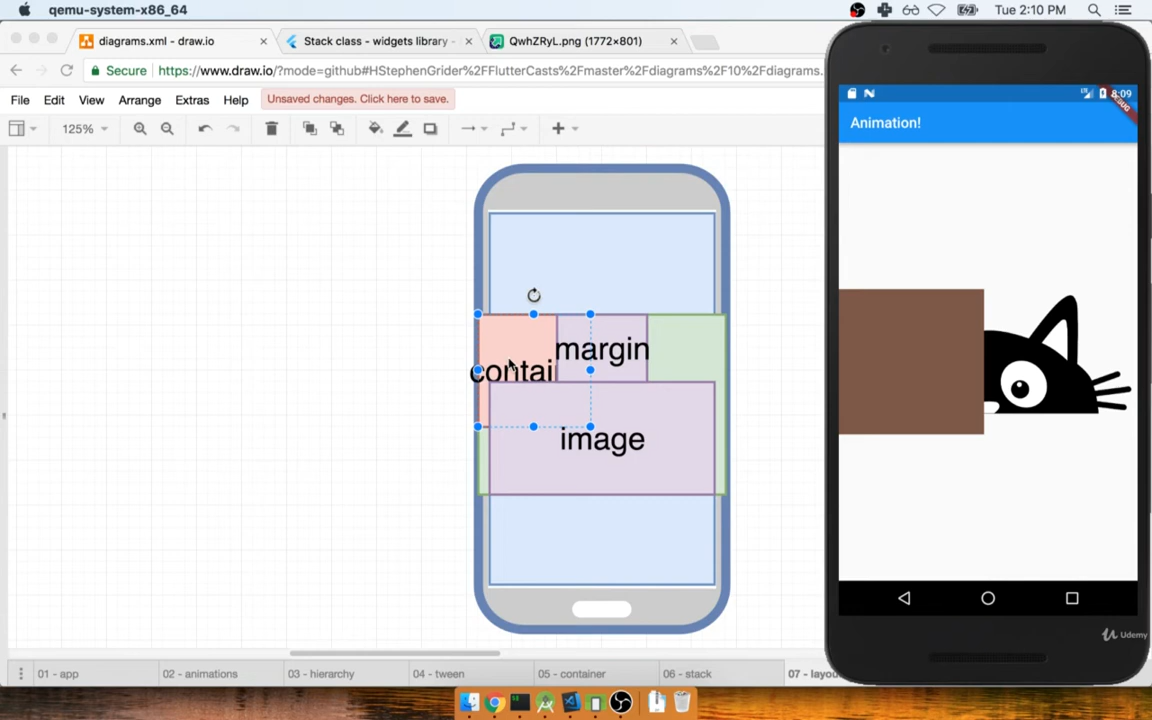 qemu-system-x86_64
Tue 2:10 PM
diagrams.xml - draw.io
Stack class - widgets library -
QwhZRyL.png (1772×801)
Secure
https://www.draw.io/?mode=github#HStephenGrider%2FFlutterCasts%2Fmaster%2Fdiagrams%2F10%2Fdiagrams.
File
Edit
View
Arrange
Extras
Help
Unsaved changes. Click here to save.
125%
8:09
DEBUG
Animation!
margin
contai
image
01 - app
02 - animations
03 - hierarchy
04 - tween
05 - container
06 - stack
07 - layou
Udemy